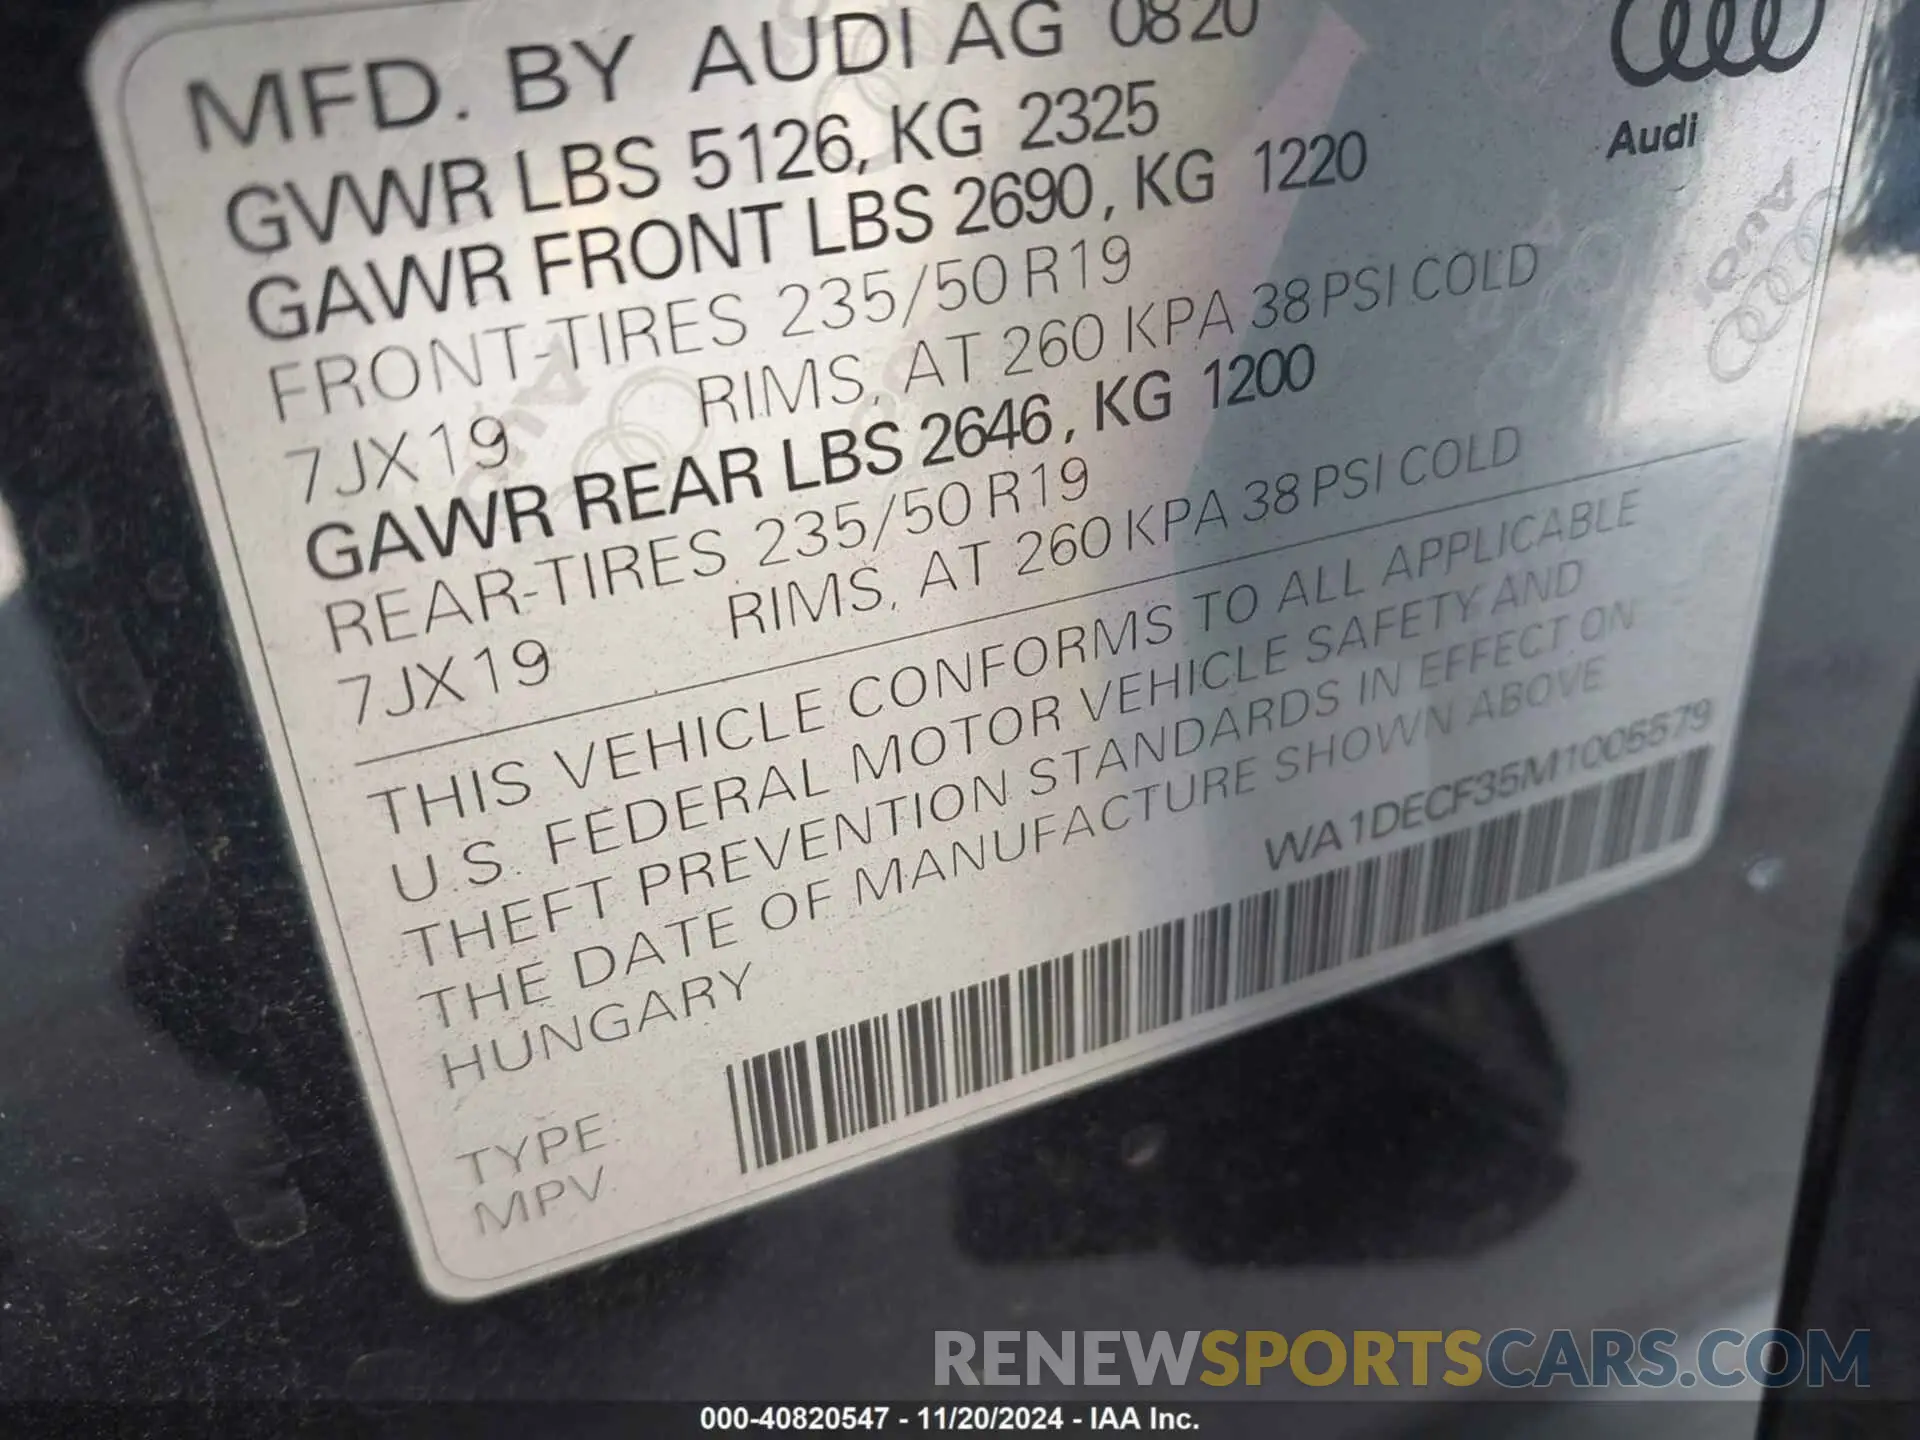 MFD. BY AUDI AG 08 20
Audi
GVWR LBS 5126, KG 2325
GAWR FRONT LBS 2690, KG 1220
FRONT-TIRES 235/50 R19
7JX19 RIMS, AT 260 KPA 38 PSI COLD
GAWR REAR LBS 2646, KG 1200
REAR-TIRES 235/50 R19
7JX19 RIMS, AT 260 KPA 38 PSI COLD
THIS VEHICLE CONFORMS TO ALL APPLICABLE
U.S. FEDERAL MOTOR VEHICLE SAFETY AND
THEFT PREVENTION STANDARDS IN EFFECT ON
THE DATE OF MANUFACTURE SHOWN ABOVE
HUNGARY
WA1DECF35M1005579
TYPE:
MPV
RENEWSPORTSCARS.COM
000-40820547 - 11/20/2024 - IAA Inc.